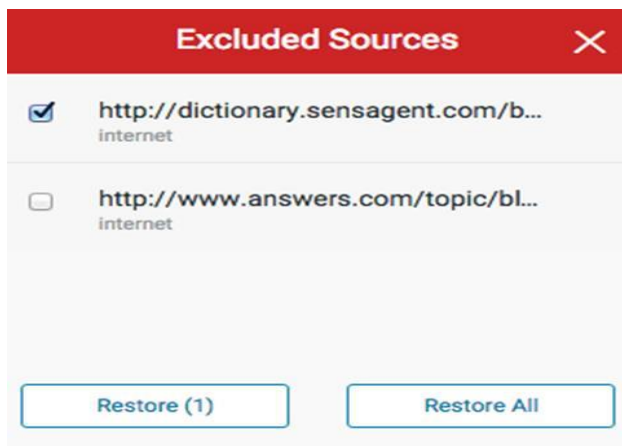 Excluded Sources
http://dictionary.sensagent.com/b...
internet
http://www.answers.com/topic/bl...
internet
Restore (1)
Restore All